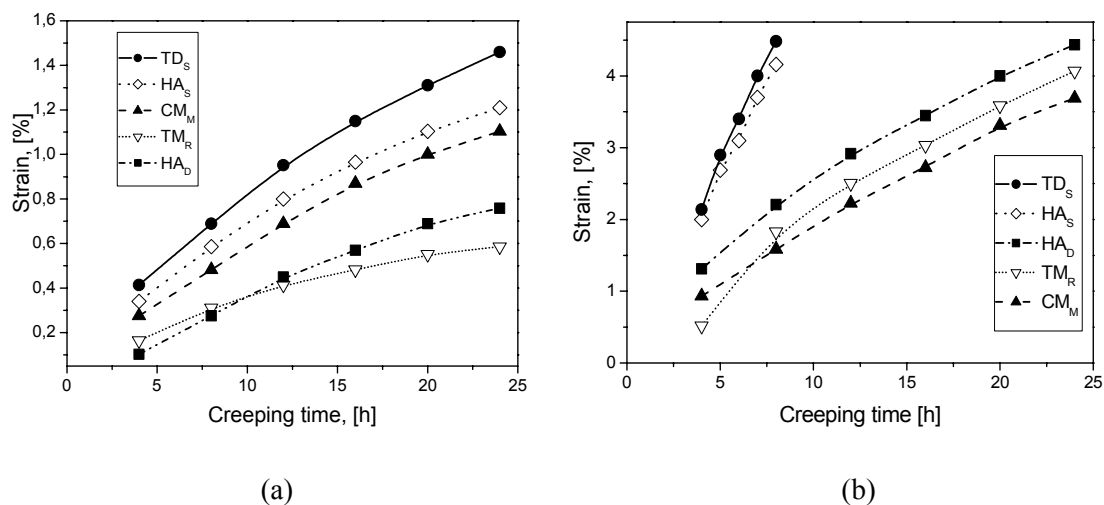 1,6
1,4
1,2
1,0
0,8
0,6
0,4
0,2
Strain, [%]
TDS
HAS
CMM
TMR
HAD
0 5 10 15 20 25
Creeping time, [h]
(a)
4
3
2
1
0
Strain, [%]
TDS
HAS
HAD
TMR
CMM
0 5 10 15 20 25
Creeping time [h]
(b)